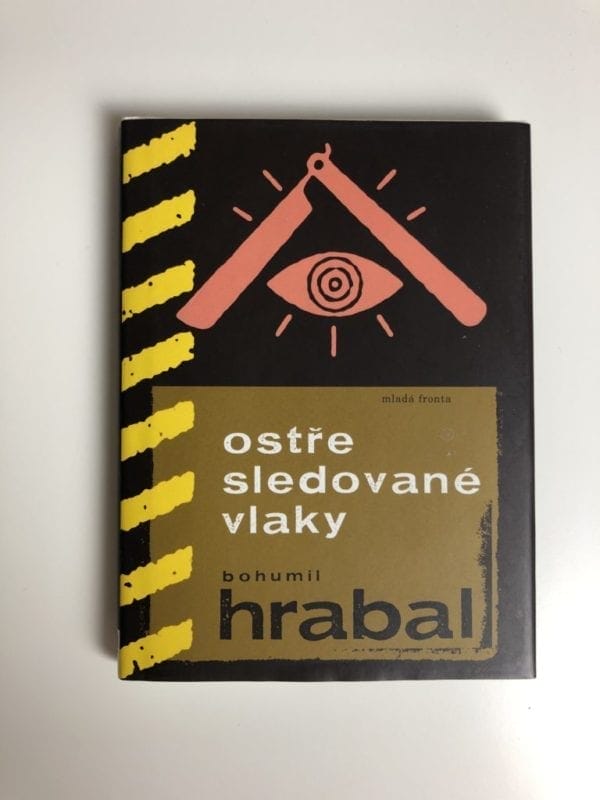 mladá fronta
ostře
sledované
vlaky
bohumil
hrabal